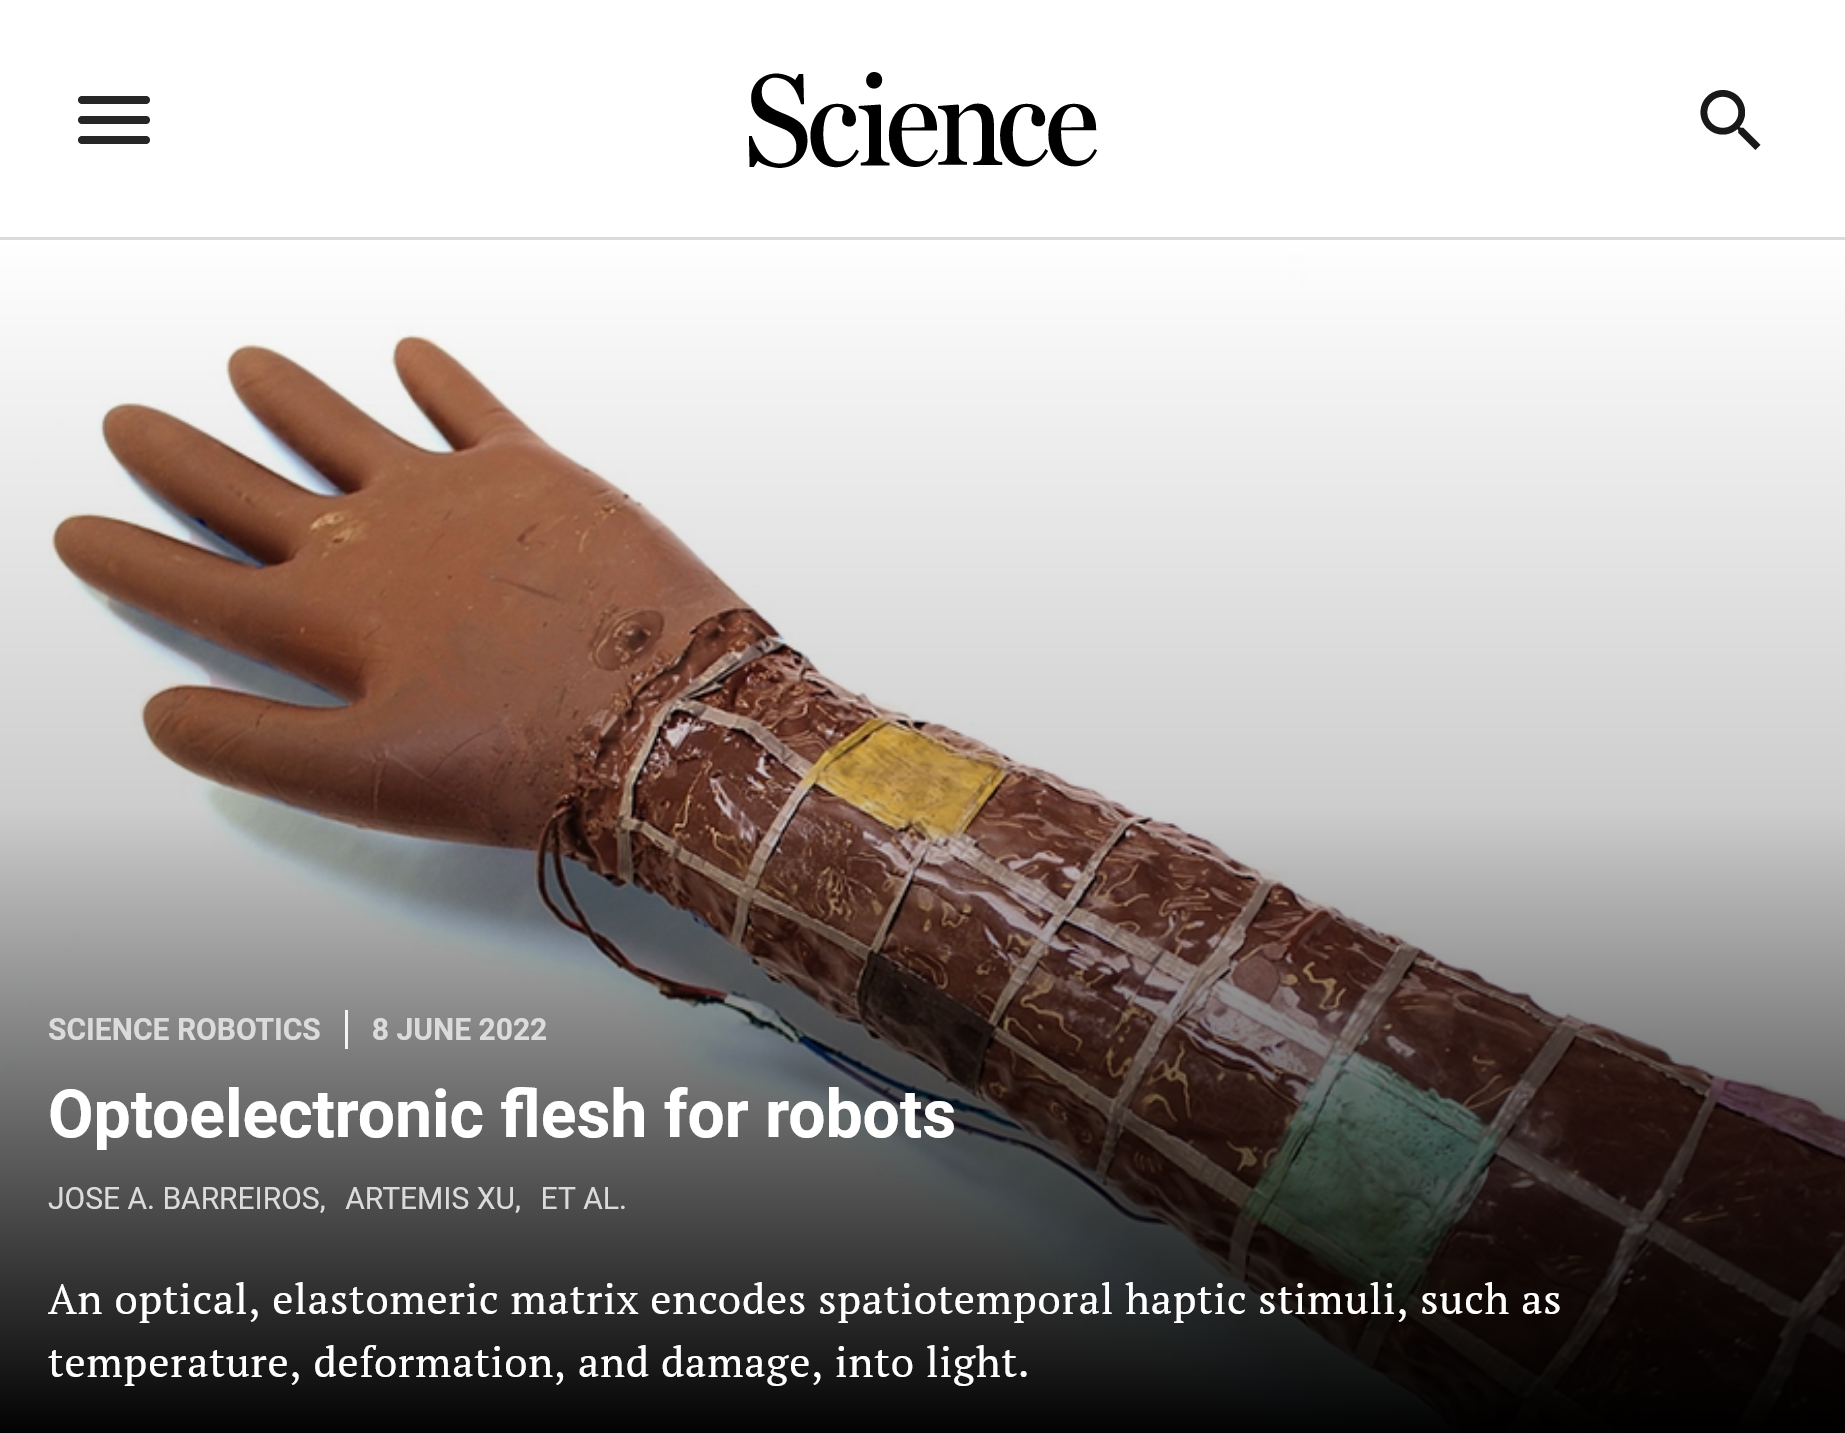 Science
SCIENCE ROBOTICS | 8 JUNE 2022
Optoelectronic flesh for robots
JOSE A. BARREIROS, ARTEMIS XU, ET AL.
An optical, elastomeric matrix encodes spatiotemporal haptic stimuli, such as
temperature, deformation, and damage, into light.